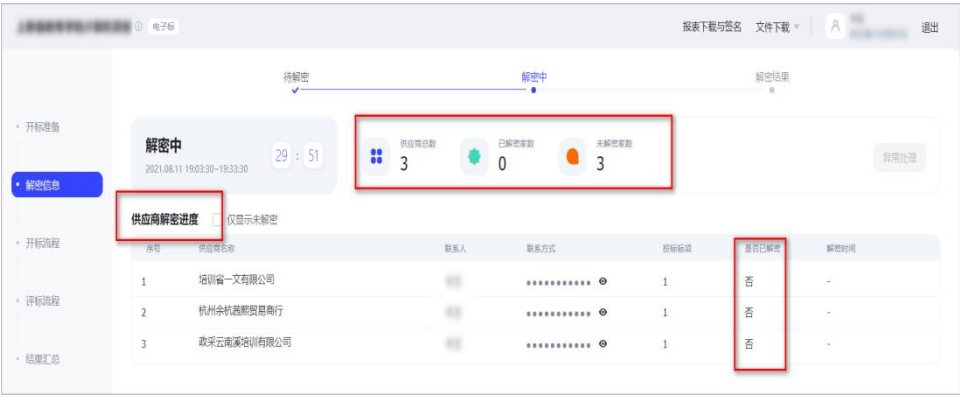 电子标
报表下载与签名 文件下载 退出
待解密 解密中 解密结果
开标准备
解密信息
开标流程
评标流程
结果汇总
解密中
2021.08.11 19:03:30~19:33:30
29 : 51
供应商总数 已解密家数 未解密家数
3 0 3
异常处理
供应商解密进度 仅显示未解密
序号 供应商名称 联系人 联系方式 投标标项 是否已解密 解密时间
1 培训省一文有限公司 ●●●●●●●●●●● 1 否 -
2 杭州余杭茜熙贸易商行 ●●●●●●●●●●● 1 否 -
3 政采云南溪培训有限公司 ●●●●●●●●●●● 1 否 -